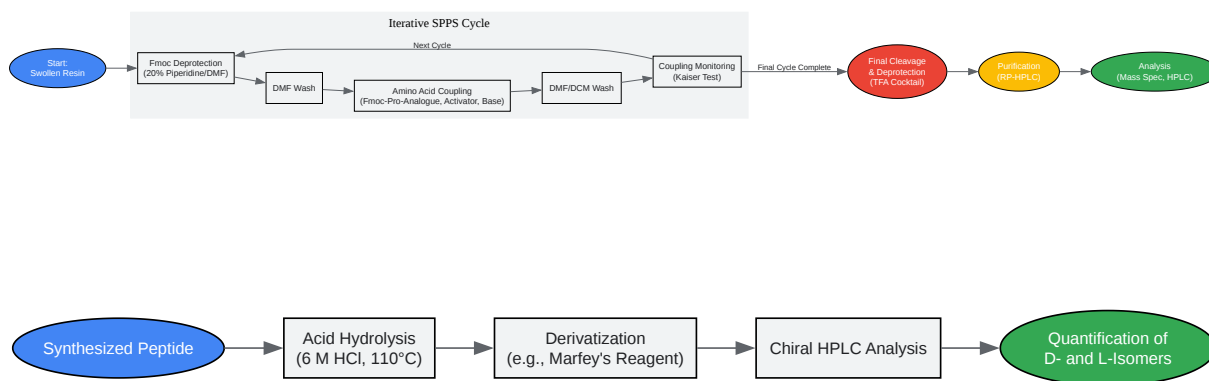 Iterative SPPS Cycle
Next Cycle
Start:
Swollen Resin
Fmoc Deprotection
(20% Piperidine/DMF)
DMF Wash
Amino Acid Coupling
(Fmoc-Pro-Analogue, Activator, Base)
DMF/DCM Wash
Coupling Monitoring
(Kaiser Test)
Final Cycle Complete
Final Cleavage
& Deprotection
(TFA Cocktail)
Purification
(RP-HPLC)
Analysis
(Mass Spec, HPLC)
Synthesized Peptide
Acid Hydrolysis
(6 M HCl, 110°C)
Derivatization
(e.g., Marfey's Reagent)
Chiral HPLC Analysis
Quantification of
D- and L-Isomers